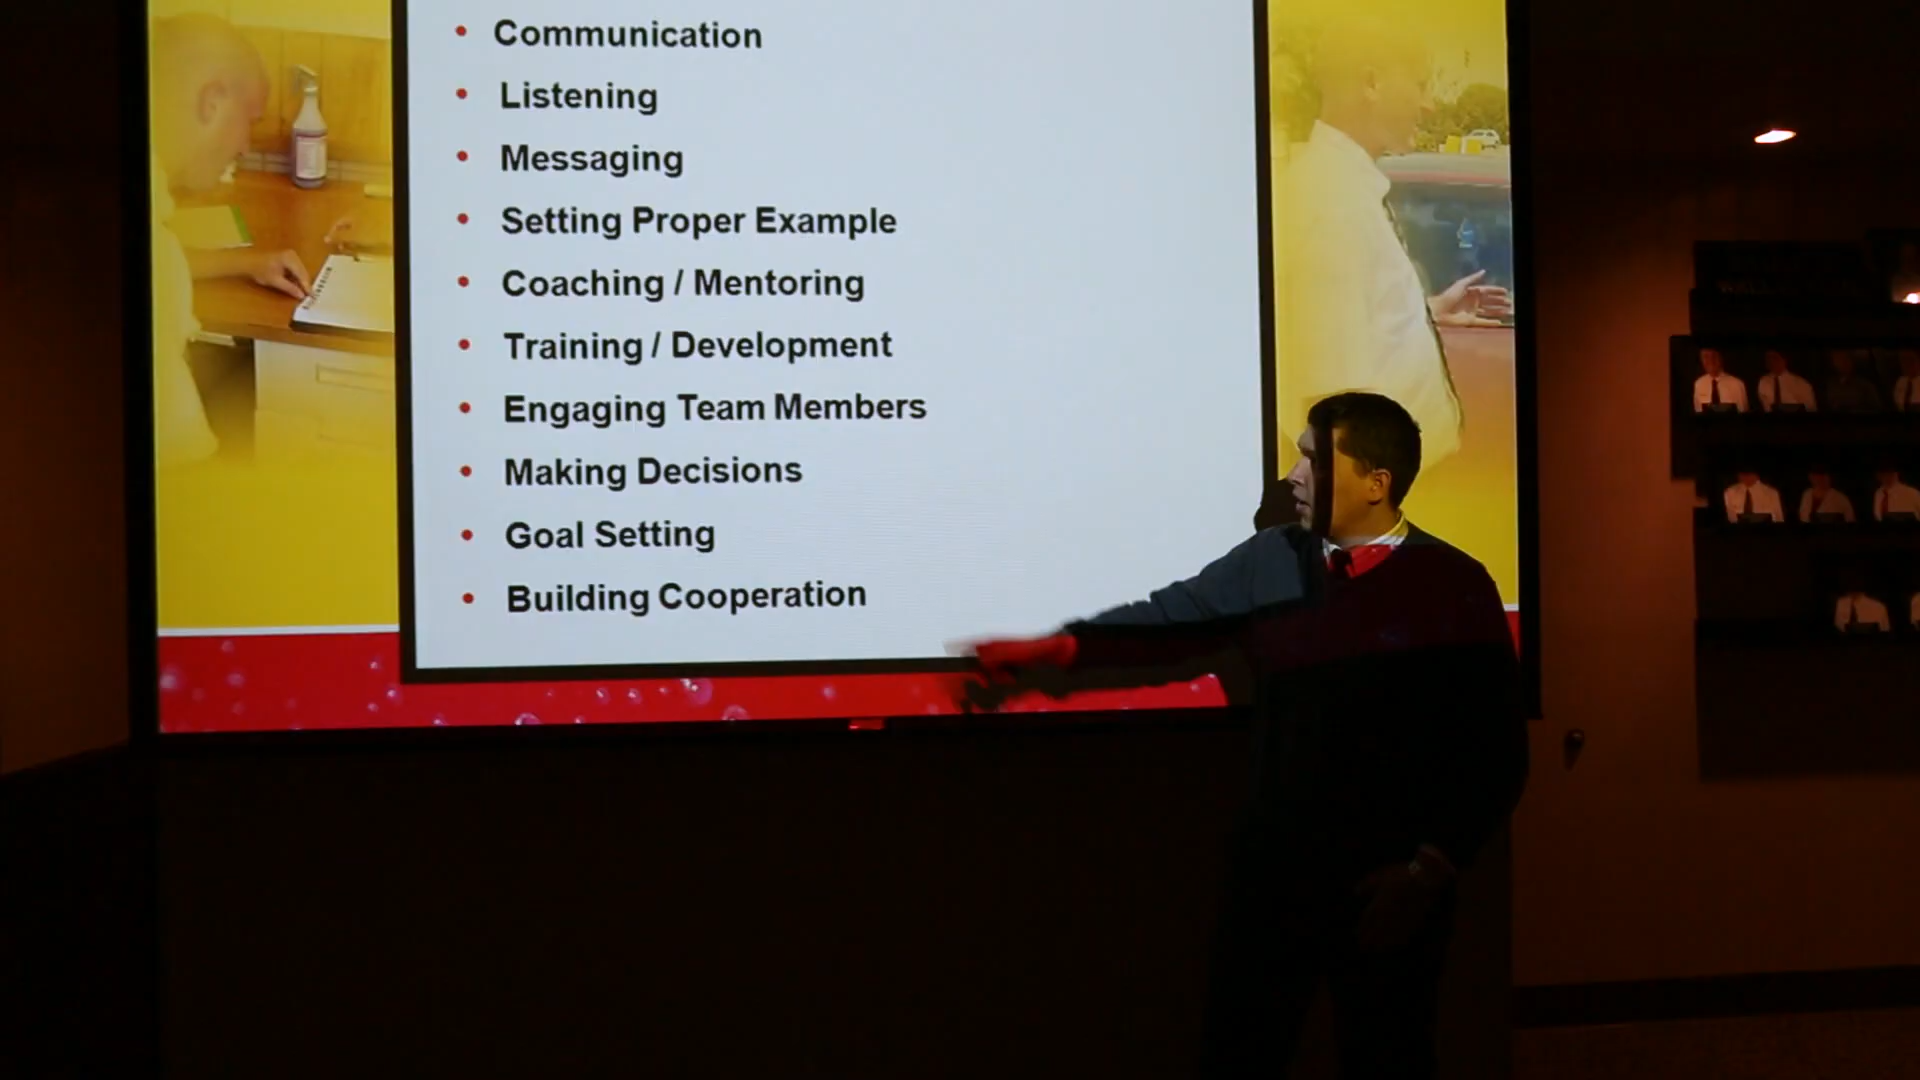 • Communication
• Listening
• Messaging
• Setting Proper Example
• Coaching / Mentoring
• Training / Development
• Engaging Team Members
• Making Decisions
• Goal Setting
• Building Cooperation